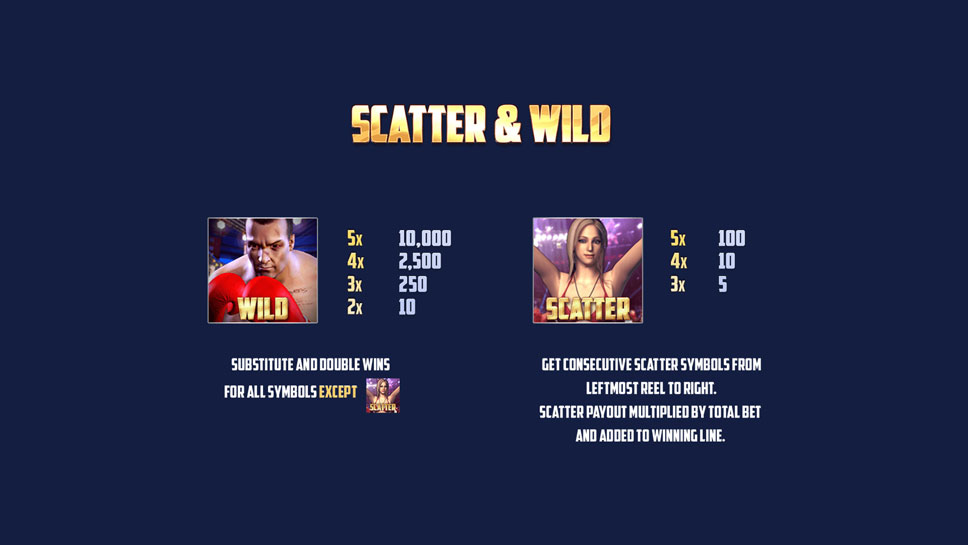 SCATTER & WILD
WILD
5x 10,000
4x 2,500
3x 250
2x 10
SUBSTITUTE AND DOUBLE WINS
FOR ALL SYMBOLS EXCEPT SCATTER
SCATTER
5x 100
4x 10
3x 5
GET CONSECUTIVE SCATTER SYMBOLS FROM
LEFTMOST REEL TO RIGHT.
SCATTER PAYOUT MULTIPLIED BY TOTAL BET
AND ADDED TO WINNING LINE.